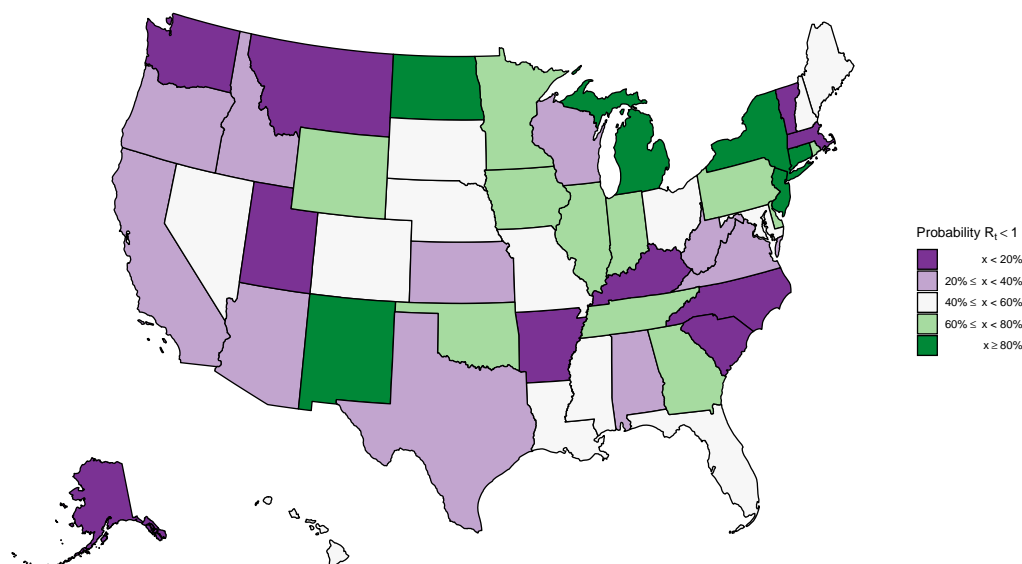 Probability Rt < 1
x < 20%
20% ≤ x < 40%
40% ≤ x < 60%
60% ≤ x < 80%
x ≥ 80%